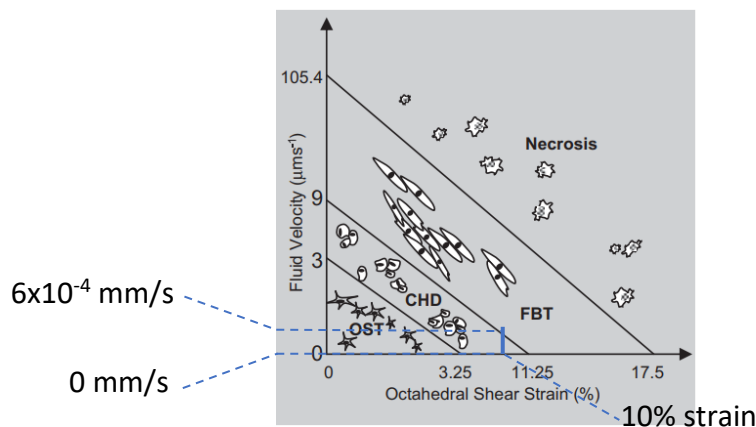 105.4
Necrosis
Fluid Velocity (μms⁻¹)
9
3
6x10⁻⁴ mm/s
CHD
FBT
OST
0
0 mm/s
0 3.25 11.25 17.5
Octahedral Shear Strain (%)
10% strain